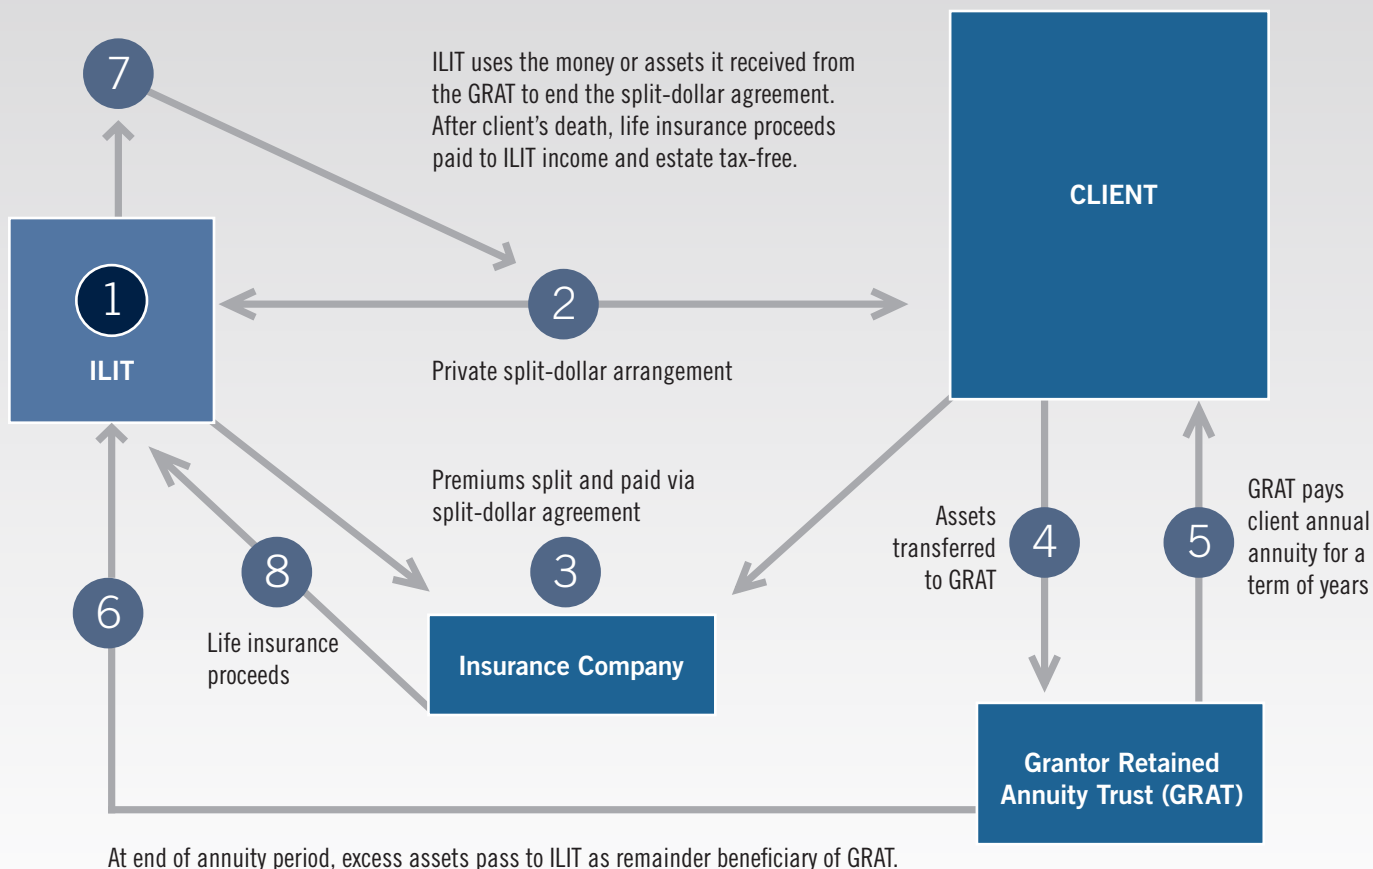 7
ILIT uses the money or assets it received from
the GRAT to end the split-dollar agreement.
After client’s death, life insurance proceeds
paid to ILIT income and estate tax-free.
CLIENT
1
ILIT
2
Private split-dollar arrangement
Premiums split and paid via
split-dollar agreement
3
Insurance Company
8
Life insurance
proceeds
6
Assets
transferred
to GRAT
4
5
GRAT pays
client annual
annuity for a
term of years
Grantor Retained
Annuity Trust (GRAT)
At end of annuity period, excess assets pass to ILIT as remainder beneficiary of GRAT.